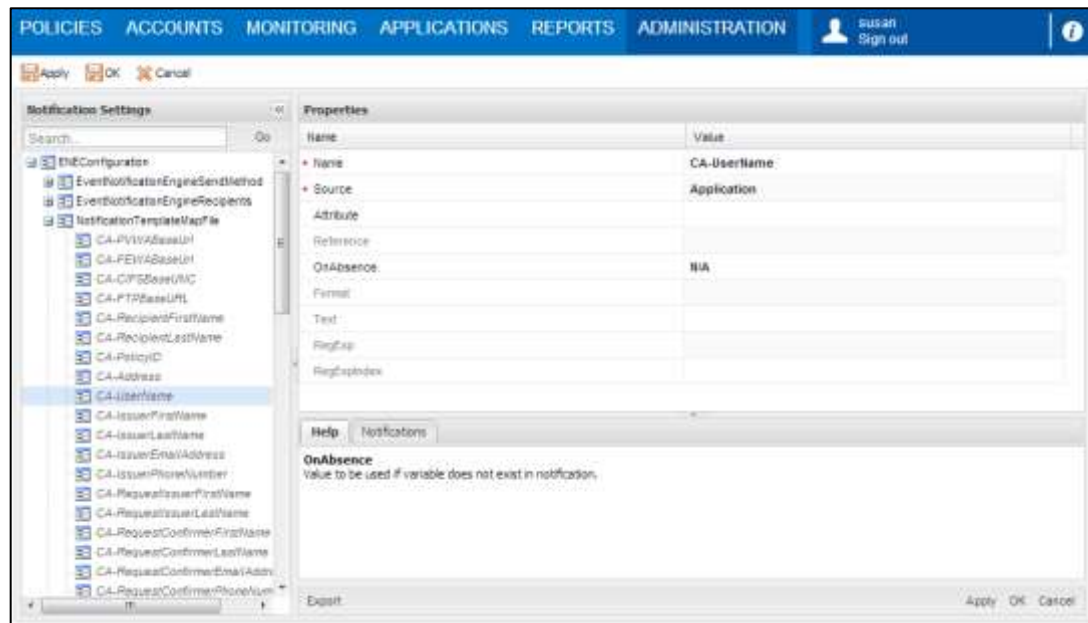 POLICIES ACCOUNTS MONITORING APPLICATIONS REPORTS ADMINISTRATION susan
Sign out
Apply OK Cancel
Notification Settings
Search... Go
ENEConfiguration
EventNotificationEngineSendMethod
EventNotificationEngineRecipients
NotificationTemplateMapFile
CA-PVWABaseUrl
CA-FEWABaseUrl
CA-CIFSBaseUNC
CA-FTPBaseURL
CA-RecipientFirstName
CA-RecipientLastName
CA-PolicyID
CA-Address
CA-UserName
CA-IssuerFirstName
CA-IssuerLastName
CA-IssuerEmailAddress
CA-IssuerPhoneNumber
CA-RequestIssuerFirstName
CA-RequestIssuerLastName
CA-RequestConfirmerFirstName
CA-RequestConfirmerLastName
CA-RequestConfirmerEmailAddr
CA-RequestConfirmerPhoneNum
Properties
Name Value
* Name CA-UserName
* Source Application
Attribute
Reference
OnAbsence N/A
Format
Text
RegExp
RegExpIndex
Help Notifications
OnAbsence
Value to be used if variable does not exist in notification.
Export Apply OK Cancel